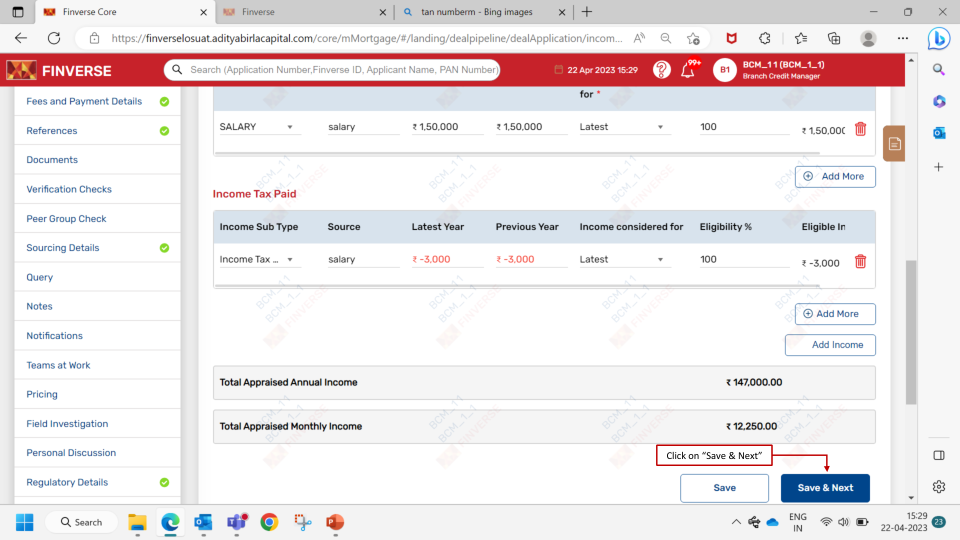 Finverse Core
Finverse
tan numberm - Bing images
https://finverselosuat.adityabirlacapital.com/core/mMortgage/#/landing/dealpipeline/dealApplication/incom...
FINVERSE
Search (Application Number,Finverse ID, Applicant Name, PAN Number)
22 Apr 2023 15:29
99+
B1
BCM_1 1 (BCM_1_1)
Branch Credit Manager
Fees and Payment Details
References
Documents
Verification Checks
Peer Group Check
Sourcing Details
Query
Notes
Notifications
Teams at Work
Pricing
Field Investigation
Personal Discussion
Regulatory Details
for *
SALARY salary ₹ 1,50,000 ₹ 1,50,000 Latest 100 ₹ 1,50,000
Add More
Income Tax Paid
Income Sub Type Source Latest Year Previous Year Income considered for Eligibility % Eligible In
Income Tax ... salary ₹ -3,000 ₹ -3,000 Latest 100 ₹ -3,000
Add More
Add Income
Total Appraised Annual Income ₹ 147,000.00
Total Appraised Monthly Income ₹ 12,250.00
Click on “Save & Next”
Save
Save & Next
BCM_1 1
BCM_1_1
FINVERSE
Search
ENG
IN
15:29
22-04-2023
23